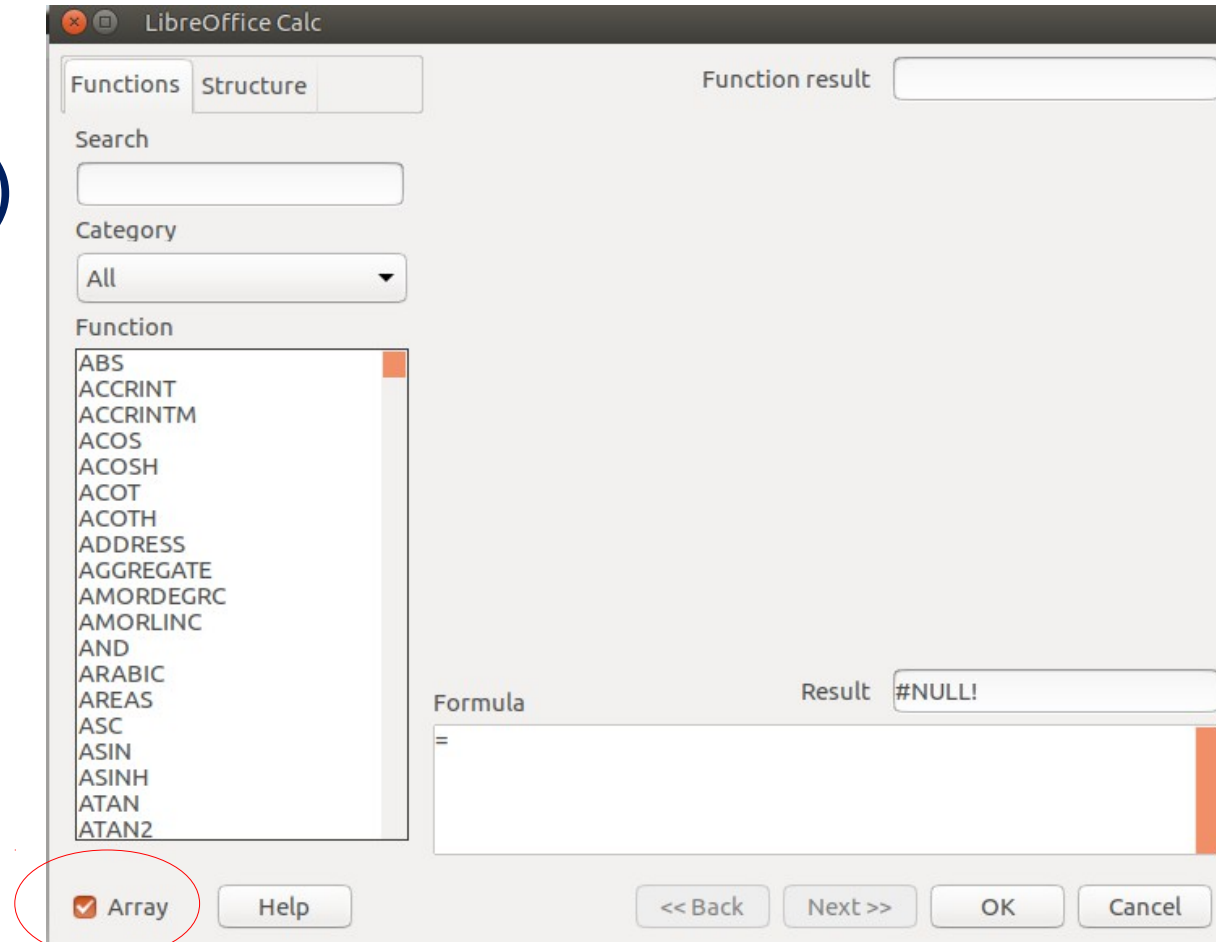 LibreOffice Calc
Functions Structure
Function result
Search
Category
All
Function
ABS
ACCRINT
ACCRINTM
ACOS
ACOSH
ACOT
ACOTH
ADDRESS
AGGREGATE
AMORDEGRC
AMORLINC
AND
ARABIC
AREAS
ASC
ASIN
ASINH
ATAN
ATAN2
Result #NULL!
Formula
=
Array Help << Back Next >> OK Cancel